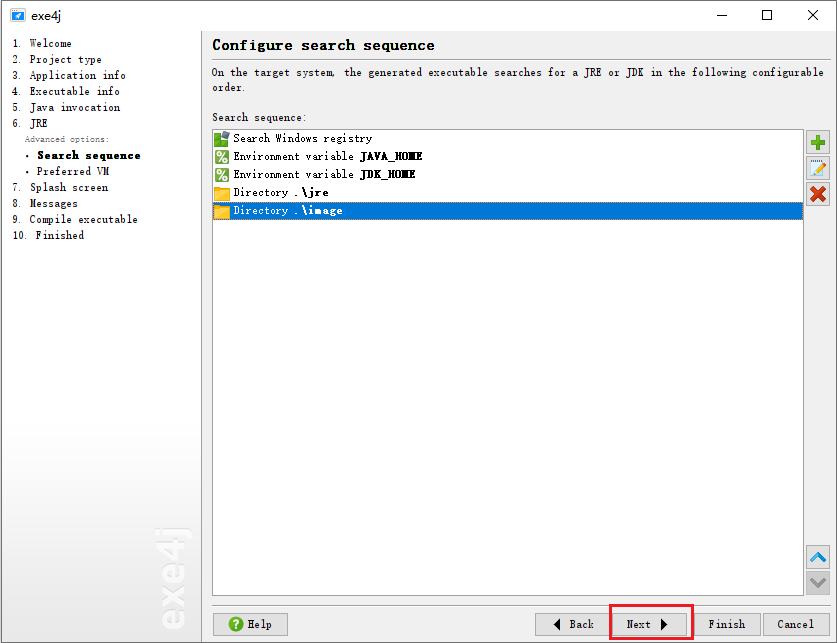 exe4j
1. Welcome
2. Project type
3. Application info
4. Executable info
5. Java invocation
6. JRE
Advanced options:
· Search sequence
· Preferred VM
7. Splash screen
8. Messages
9. Compile executable
10. Finished
exe4j
Configure search sequence
On the target system, the generated executable searches for a JRE or JDK in the following configurable
order.
Search sequence:
Search Windows registry
Environment variable JAVA_HOME
Environment variable JDK_HOME
Directory .\jre
Directory .\image
Help
Back
Next
Finish
Cancel